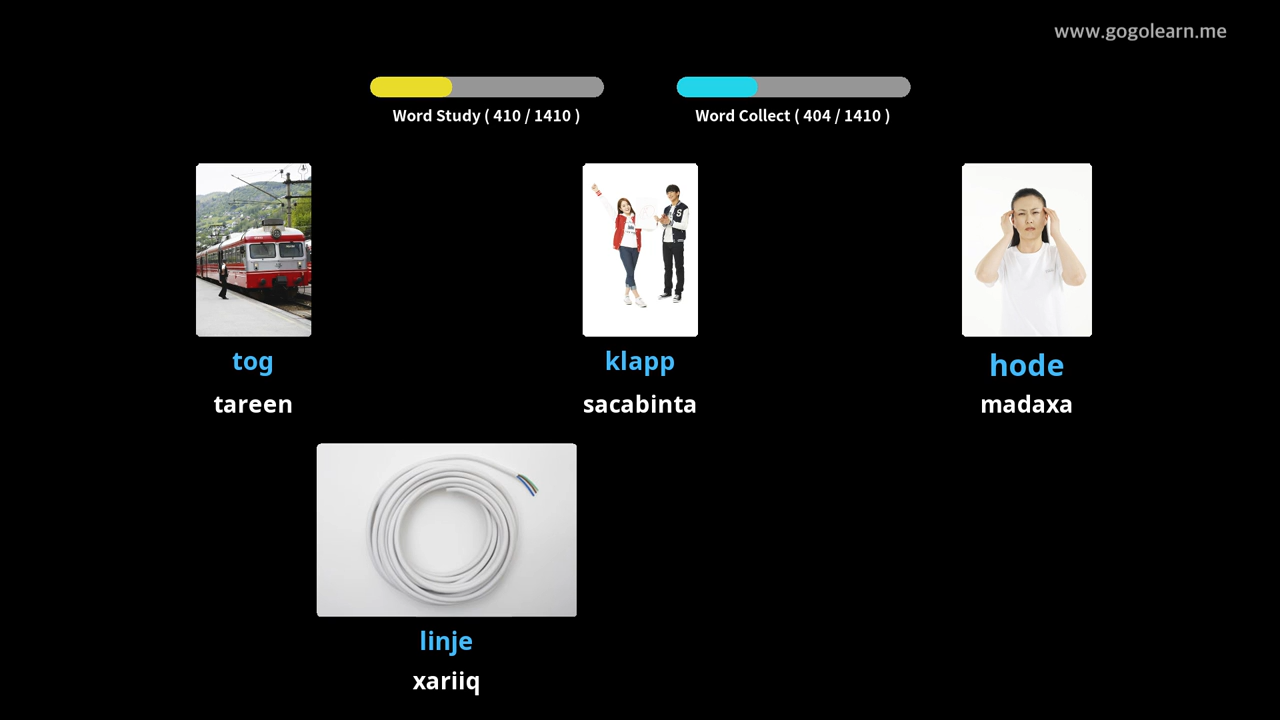 www.gogolearn.me
Word Study ( 410 / 1410 )
Word Collect ( 404 / 1410 )
tog
tareen
klapp
sacabinta
hode
madaxa
linje
xariiq